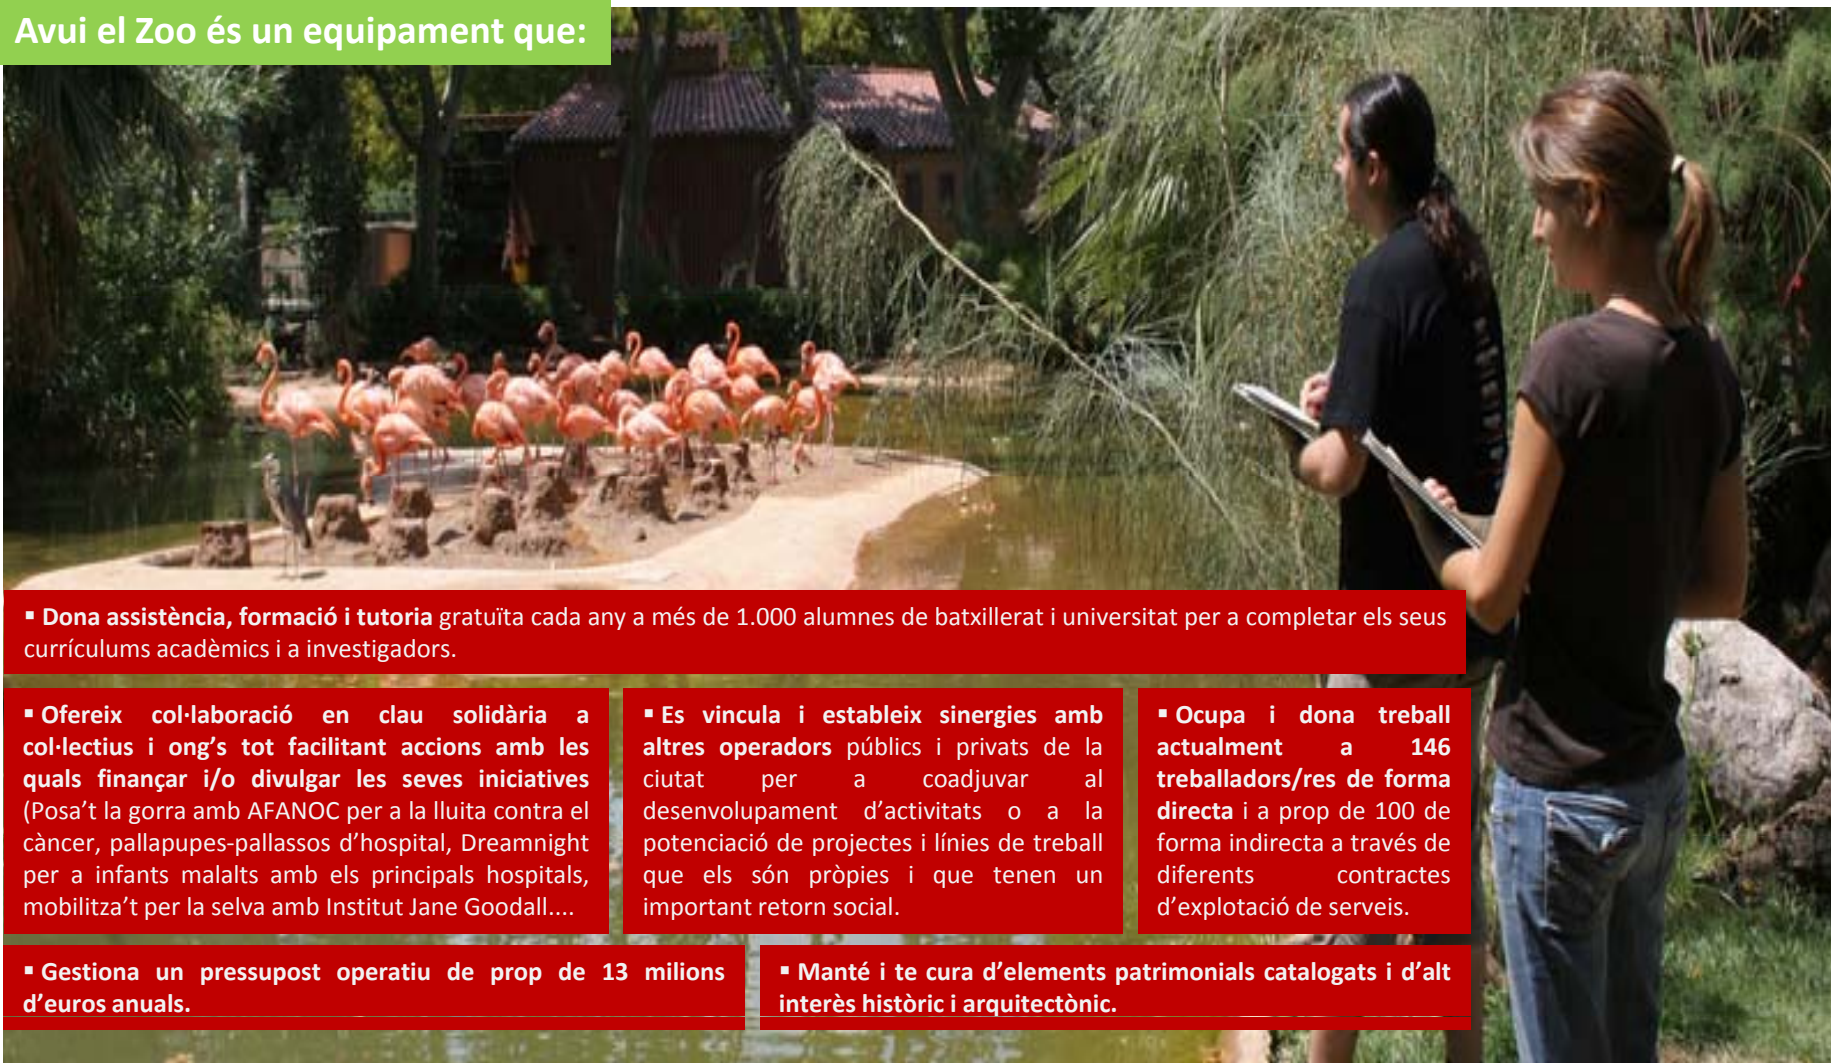 Avui el Zoo és un equipament que:
▪ Dona assistència, formació i tutoria gratuïta cada any a més de 1.000 alumnes de batxillerat i universitat per a completar els seus
currículums acadèmics i a investigadors.
▪ Ofereix col·laboració en clau solidària a
col·lectius i ong's tot facilitant accions amb les
quals finançar i/o divulgar les seves iniciatives
(Posa't la gorra amb AFANOC per a la lluita contra el
càncer, pallapupes-pallassos d'hospital, Dreamnight
per a infants malalts amb els principals hospitals,
mobilitza't per la selva amb Institut Jane Goodall....
▪ Es vincula i estableix sinergies amb
altres operadors públics i privats de la
ciutat per a coadjuvar al
desenvolupament d'activitats o a la
potenciació de projectes i línies de treball
que els són pròpies i que tenen un
important retorn social.
▪ Ocupa i dona treball
actualment a 146
treballadors/res de forma
directa i a prop de 100 de
forma indirecta a través de
diferents contractes
d'explotació de serveis.
▪ Gestiona un pressupost operatiu de prop de 13 milions
d'euros anuals.
▪ Manté i te cura d'elements patrimonials catalogats i d'alt
interès històric i arquitectònic.